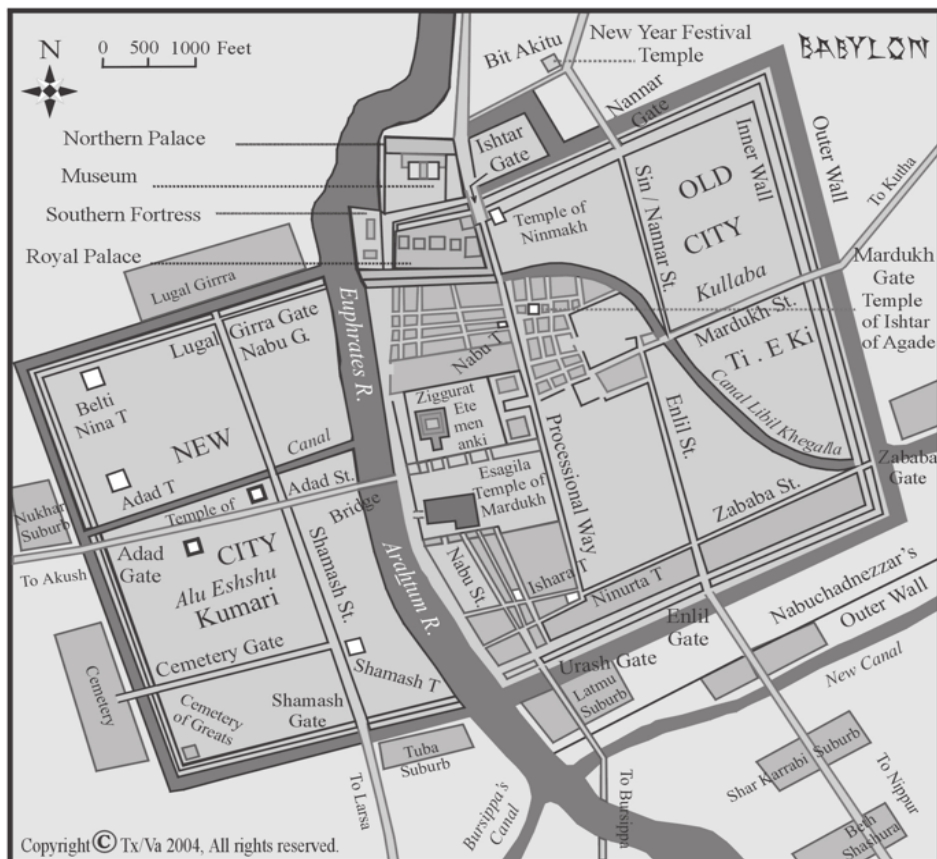 N
0 500 1000 Feet
BABYLON
Bit Akitu
New Year Festival
Temple
Nannar
Gate
Northern Palace
Museum
Southern Fortress
Royal Palace
Ishtar
Gate
Temple of
Ninmakh
Sin / Nannar St.
OLD
CITY
Kullaba
Inner Wall
Outer Wall
To Kutha
Mardukh
Gate
Temple
of Ishtar
of Agade
Mardukh St.
Ti . E Ki
Canal Libil Khegalla
Lugal Girrra
Lugal Girra Gate
Nabu G.
Euphrates R.
Nabu T
Belti
Nina T
NEW
Canal
Adad T
Temple of
Adad St.
Bridge
Ziggurat
Ete
men
anki
Esagila
Temple of
Mardukh
Processional Way
Enlil St.
Zababa
Gate
Zababa St.
Nukhar
Suburb
To Akush
Adad
Gate
CITY
Alu Eshshu
Kumari
Shamash St.
Arahtum R.
Nabu St.
Ishara T
Ninurta T
Nabuchadnezzar's
Outer Wall
Enlil
Gate
Urash Gate
Latmu
Suburb
New Canal
Cemetery Gate
Cemetery
Cemetery
of Greats
Shamash
Gate
Shamash T
Tuba
Suburb
To Larsa
Bursippa's
Canal
To Bursippa
Shar Karrabi Suburb
To Nippur
Beth
Shashura
Copyright © Tx/Va 2004, All rights reserved.